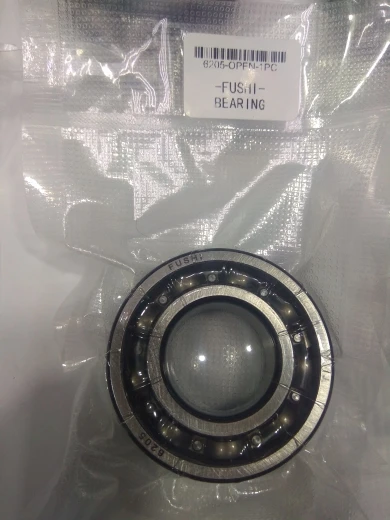 6205-OPEN-1PC
-FUSHI-
BEARING
FUSHI
6205